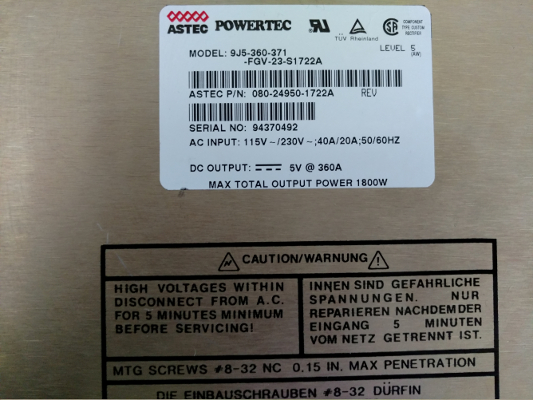 ASTEC POWERTEC
TÜV Rheinland
LEVEL 5
(AW)
MODEL: 9J5-360-371
-FGV-23-S1722A
ASTEC P/N: 080-24950-1722A REV
SERIAL NO: 94370492
AC INPUT: 115V~/230V~;40A/20A;50/60HZ
DC OUTPUT: 5V @ 360A
MAX TOTAL OUTPUT POWER 1800W
CAUTION/WARNING
HIGH VOLTAGES WITHIN
DISCONNECT FROM A.C.
FOR 5 MINUTES MINIMUM
BEFORE SERVICING!
INNEN SIND GEFAHRLICHE
SPANNUNGEN. NUR
REPARIEREN NACHDEM DER
EINGANG 5 MINUTEN
VOM NETZ GETRENNT IST.
MTG SCREWS #8-32 NC 0.15 IN. MAX PENETRATION
DIE EINBAUSCHRAUBEN #8-32 DÜRFIN